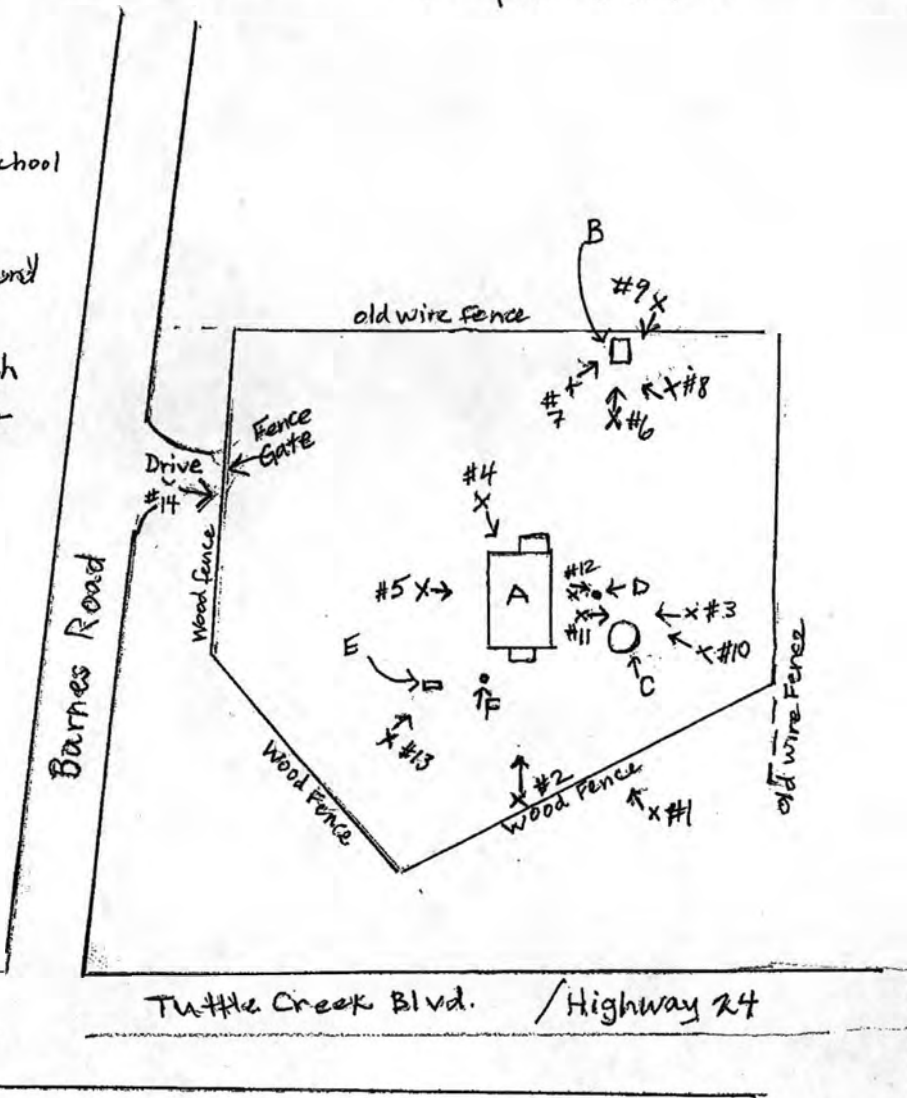 chool
h
B
#9 X
old wire fence
#7 X
X #8
X #6
Fence
Gate
Drive
#14
#4
X
Wood fence
#5 X
A
#12
X
D
X
#11
X #3
X #10
C
E
F
X #13
Barnes Road
Wood Fence
X #2
Wood Fence
X #1
old wire Fence
Tuttle Creek Blvd. / Highway 24